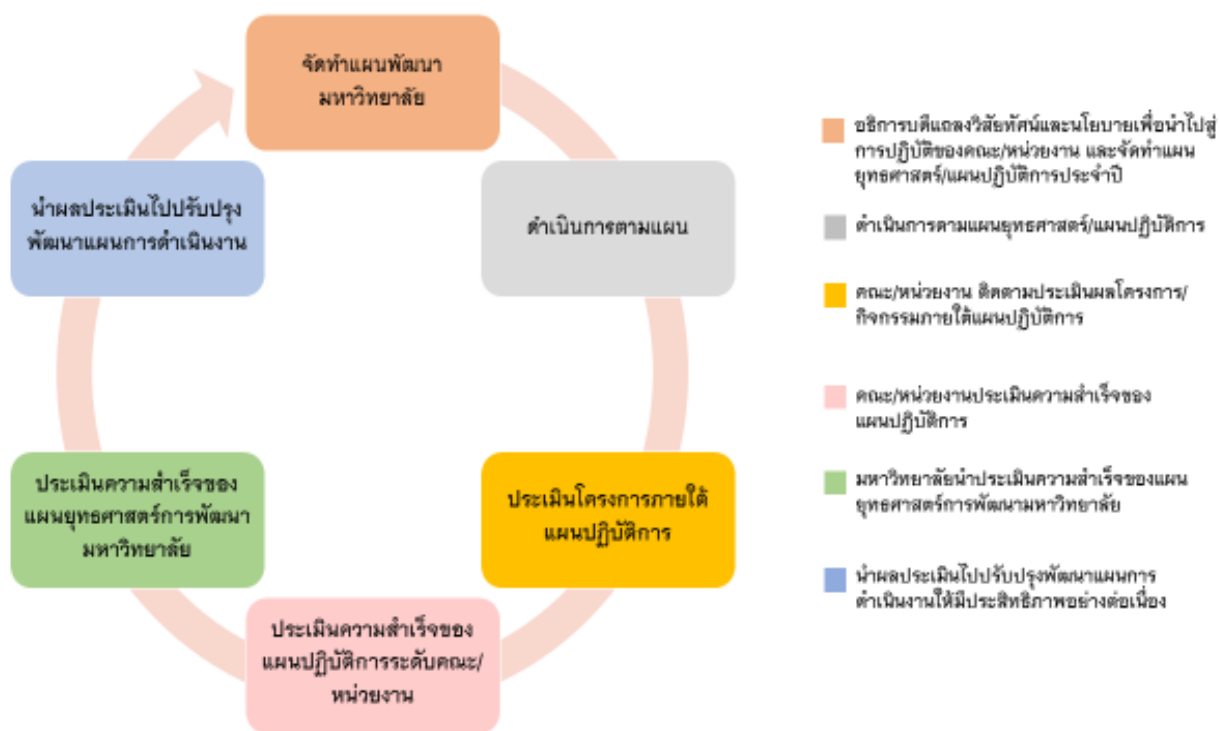 จัดทำแผนพัฒนา
มหาวิทยาลัย
ดำเนินการตามแผน
ประเมินโครงการภายใต้
แผนปฏิบัติการ
ประเมินความสำเร็จของ
แผนปฏิบัติการระดับคณะ/
หน่วยงาน
ประเมินความสำเร็จของ
แผนยุทธศาสตร์การพัฒนา
มหาวิทยาลัย
นำผลประเมินไปปรับปรุง
พัฒนาแผนการดำเนินงาน
อธิการบดีแถลงวิสัยทัศน์และนโยบายเพื่อนำไปสู่
การปฏิบัติของคณะ/หน่วยงาน และจัดทำแผน
ยุทธศาสตร์/แผนปฏิบัติการประจำปี
ดำเนินการตามแผนยุทธศาสตร์/แผนปฏิบัติการ
คณะ/หน่วยงาน ติดตามประเมินผลโครงการ/
กิจกรรมภายใต้แผนปฏิบัติการ
คณะ/หน่วยงานประเมินความสำเร็จของ
แผนปฏิบัติการ
มหาวิทยาลัยนำประเมินความสำเร็จของแผน
ยุทธศาสตร์การพัฒนามหาวิทยาลัย
นำผลประเมินไปปรับปรุงพัฒนาแผนการ
ดำเนินงานให้มีประสิทธิภาพอย่างต่อเนื่อง